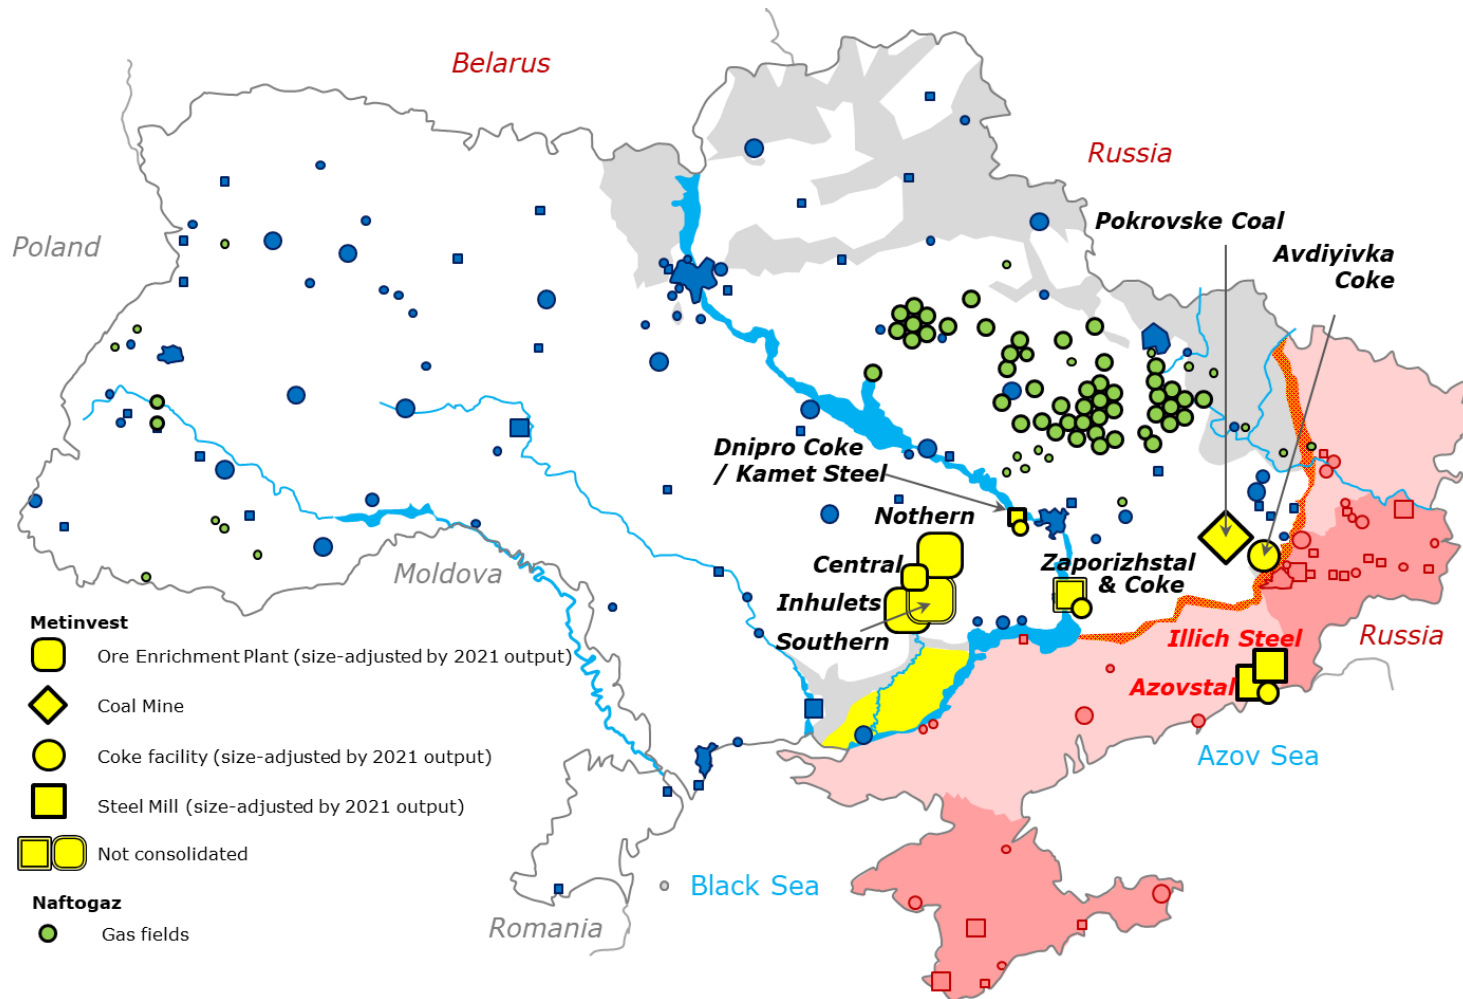 Belarus
Russia
Poland
Pokrovske Coal
Avdiyivka
Coke
Dnipro Coke
/ Kamet Steel
Nothern
Central
Zaporizhstal
& Coke
Inhulets
Southern
Moldova
Illich Steel
Russia
Azovstal
Azov Sea
Black Sea
Romania
Metinvest
Ore Enrichment Plant (size-adjusted by 2021 output)
Coal Mine
Coke facility (size-adjusted by 2021 output)
Steel Mill (size-adjusted by 2021 output)
Not consolidated
Naftogaz
Gas fields